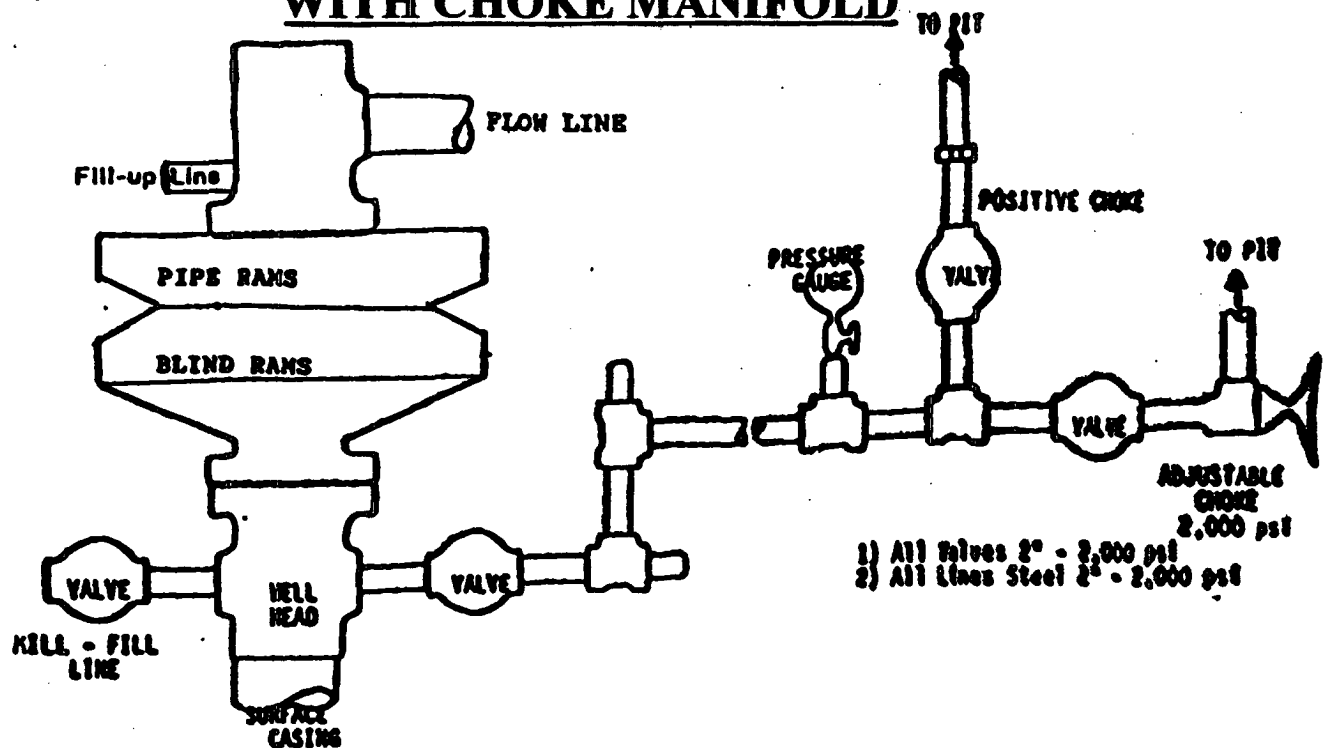 WITH CHOKE MANIFOLD
TO PIT
FLOW LINE
Fill-up Line
POSITIVE CHOKE
PIPE RAMS
PRESSURE
GAUGE
VALV
TO PIT
BLIND RAMS
VALVE
ADJUSTABLE
CHOKE
2,000 psi
1) All Valves 2" - 2,000 psi
2) All Lines Steel 2" - 2,000 psi
VALVE
WELL
HEAD
VALVE
KILL - FILL
LINE
SURFACE
CASING